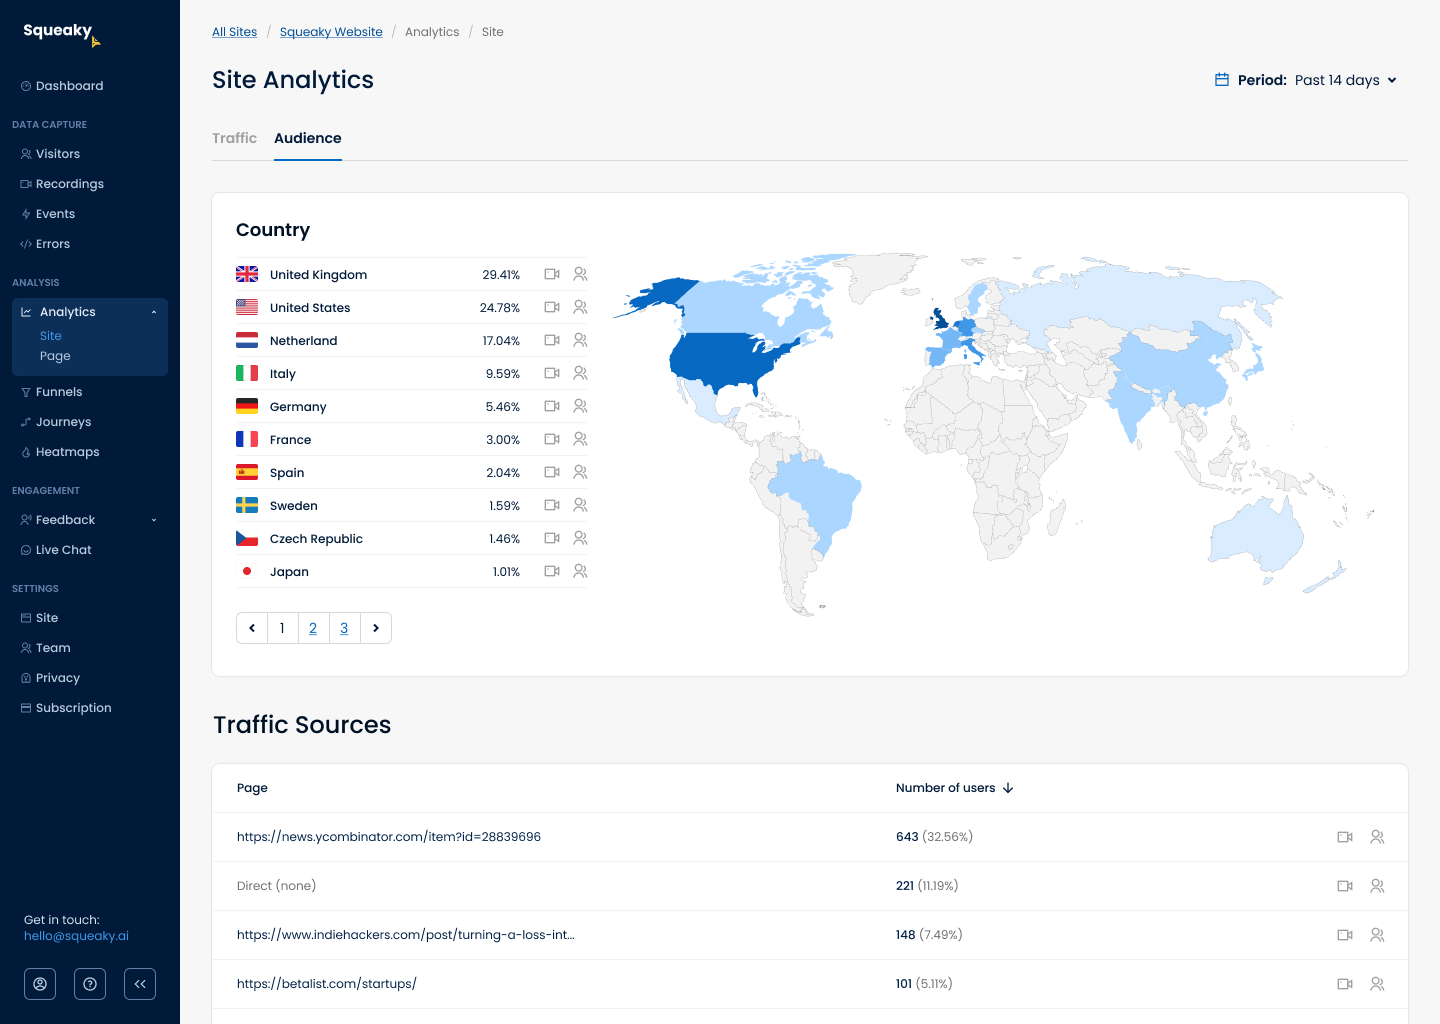 Squeaky
Dashboard
DATA CAPTURE
Visitors
Recordings
Events
Errors
ANALYSIS
Analytics
Site
Page
Funnels
Journeys
Heatmaps
ENGAGEMENT
Feedback
Live Chat
SETTINGS
Site
Team
Privacy
Subscription
Get in touch:
hello@squeaky.ai
All Sites / Squeaky Website / Analytics / Site
Site Analytics
Period: Past 14 days
Traffic Audience
Country
United Kingdom 29.41%
United States 24.78%
Netherland 17.04%
Italy 9.59%
Germany 5.46%
France 3.00%
Spain 2.04%
Sweden 1.59%
Czech Republic 1.46%
Japan 1.01%
1 2 3
Traffic Sources
Page Number of users
https://news.ycombinator.com/item?id=28839696 643 (32.56%)
Direct (none) 221 (11.19%)
https://www.indiehackers.com/post/turning-a-loss-int... 148 (7.49%)
https://betalist.com/startups/ 101 (5.11%)